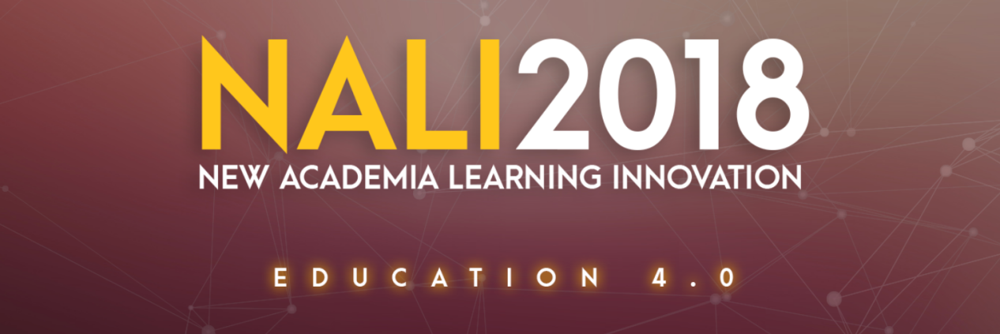 NALI2018
NEW ACADEMIA LEARNING INNOVATION
EDUCATION 4.0